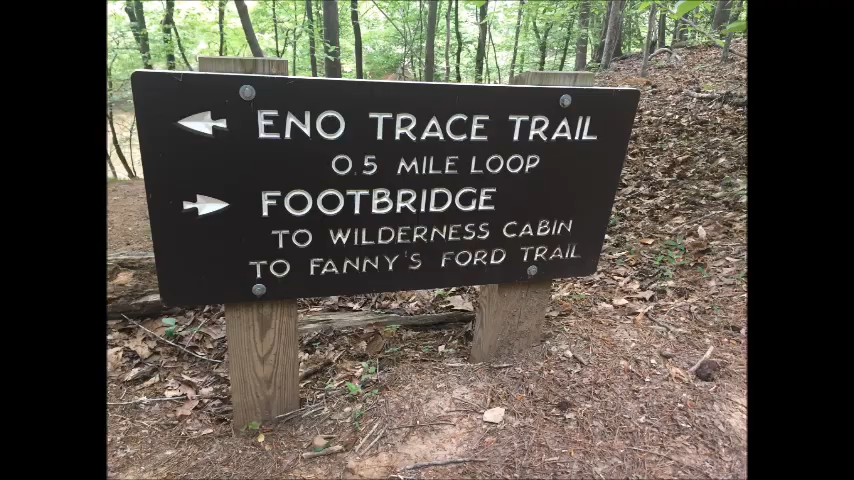 ENO TRACE TRAIL
0.5 MILE LOOP
FOOTBRIDGE
TO WILDERNESS CABIN
TO FANNY'S FORD TRAIL